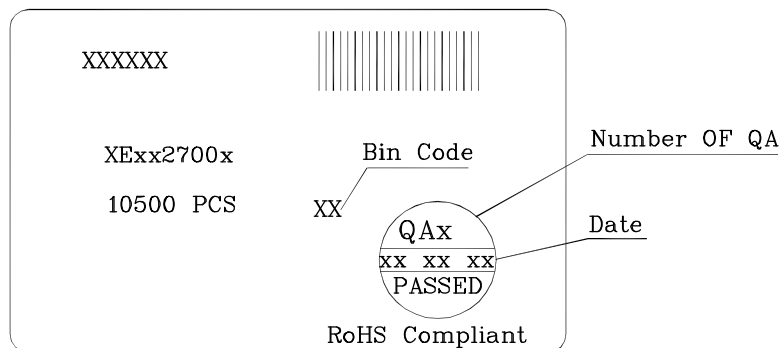 XXXXXX
XExx2700x
Bin Code
Number OF QA
10500 PCS
XX
QAx
Date
xx xx xx
PASSED
RoHS Compliant